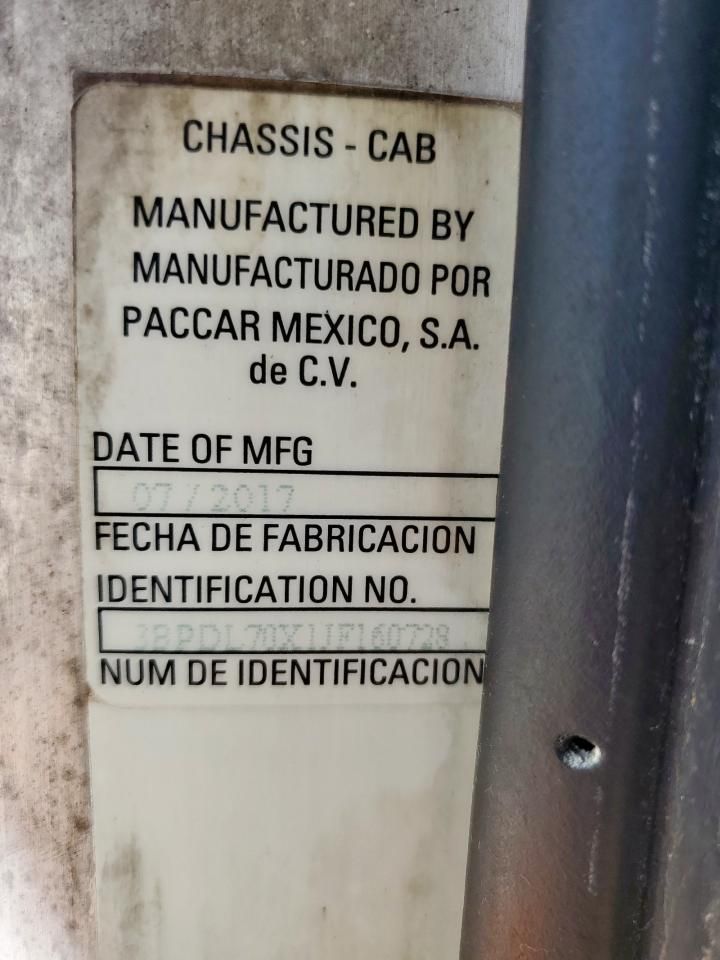 CHASSIS - CAB
MANUFACTURED BY
MANUFACTURADO POR
PACCAR MEXICO, S.A.
de C.V.
DATE OF MFG
07/2017
FECHA DE FABRICACION
IDENTIFICATION NO.
3BPDL70X1JF160728
NUM DE IDENTIFICACION